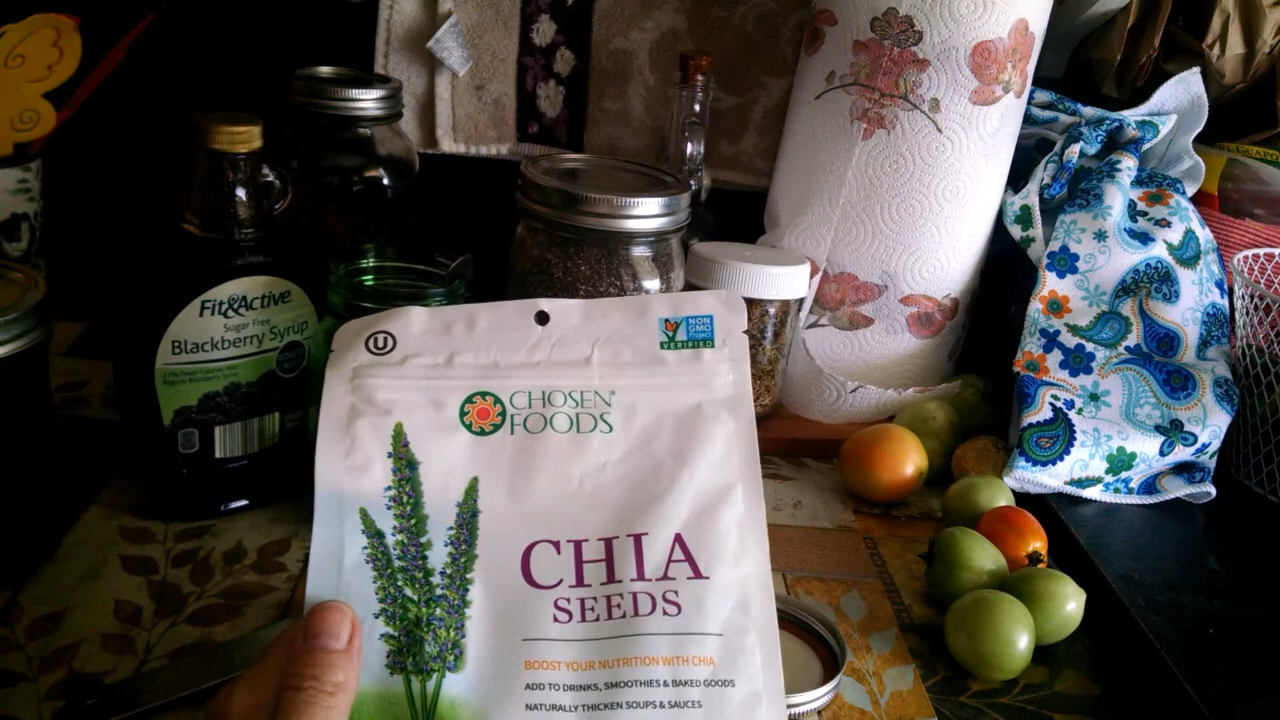 Fit&Active
Sugar Free
Blackberry Syrup
U
NON
GMO
Project
VERIFIED
CHOSEN
FOODS
CHIA
SEEDS
BOOST YOUR NUTRITION WITH CHIA
ADD TO DRINKS, SMOOTHIES & BAKED GOODS
NATURALLY THICKEN SOUPS & SAUCES